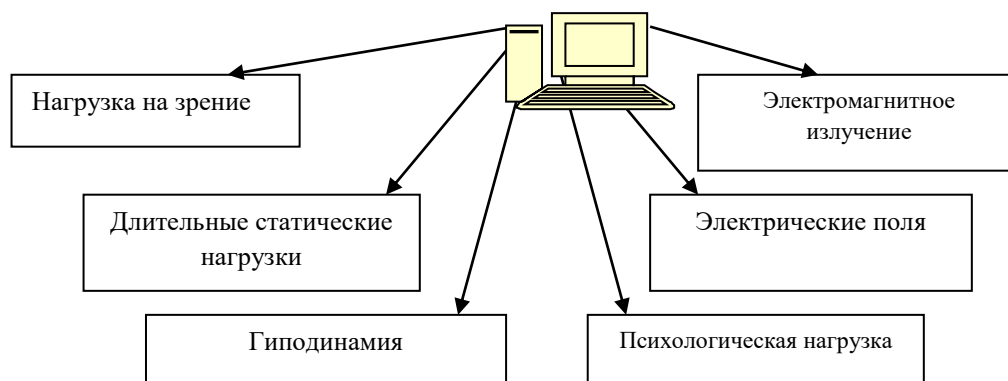 Нагрузка на зрение
Электромагнитное
излучение
Длительные статические
нагрузки
Электрические поля
Гиподинамия
Психологическая нагрузка